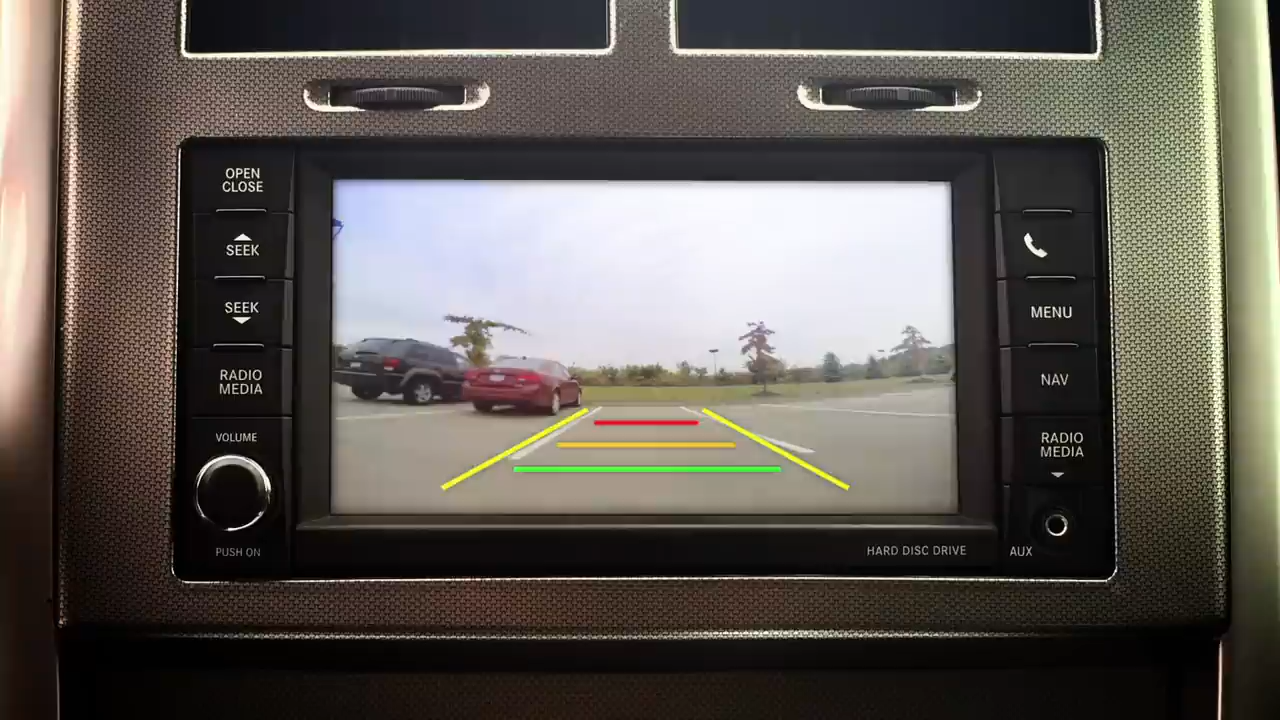 OPEN
CLOSE
SEEK
SEEK
RADIO
MEDIA
VOLUME
PUSH ON
MENU
NAV
RADIO
MEDIA
AUX
HARD DISC DRIVE